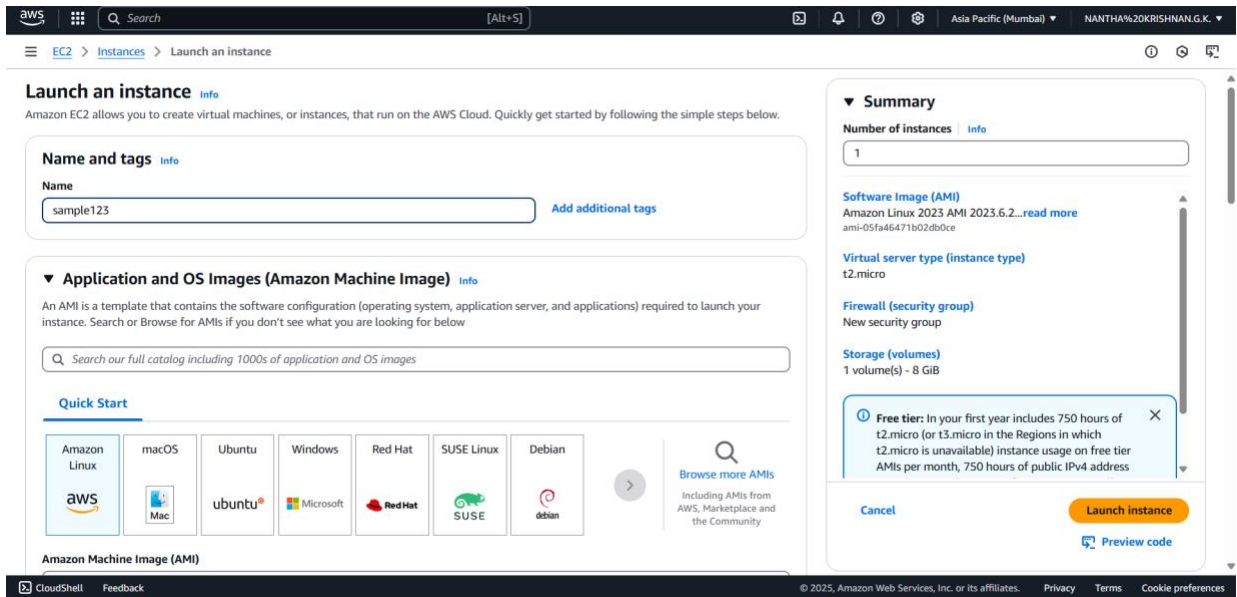 aws
Search [Alt+S]
Asia Pacific (Mumbai) ▼ NANTHA%20KRISHNAN.G.K. ▼
EC2 > Instances > Launch an instance
Launch an instance Info
Amazon EC2 allows you to create virtual machines, or instances, that run on the AWS Cloud. Quickly get started by following the simple steps below.
Name and tags Info
Name
sample123
Add additional tags
▼ Application and OS Images (Amazon Machine Image) Info
An AMI is a template that contains the software configuration (operating system, application server, and applications) required to launch your
instance. Search or Browse for AMIs if you don't see what you are looking for
below
Search our full catalog including 1000s of application and OS images
Quick Start
Amazon
Linux
aws
macOS
Mac
Ubuntu
ubuntu
Windows
Microsoft
Red Hat
Red Hat
SUSE Linux
SUSE
Debian
debian
Browse more AMIs
Including AMIs from
AWS, Marketplace and
the Community
Amazon Machine Image (AMI)
▼ Summary
Number of instances Info
1
Software Image (AMI)
Amazon Linux 2023 AMI 2023.6.2...read more
ami-05fa46471b02db0ce
Virtual server type (instance type)
t2.micro
Firewall (security group)
New security group
Storage (volumes)
1 volume(s) - 8 GiB
Free tier: In your first year includes 750 hours of
t2.micro (or t3.micro in the Regions in which
t2.micro is unavailable) instance usage on free tier
AMIs per month, 750 hours of public IPv4 address
Cancel
Launch instance
Preview code
CloudShell Feedback
© 2025, Amazon Web Services, Inc. or its affiliates. Privacy Terms Cookie preferences